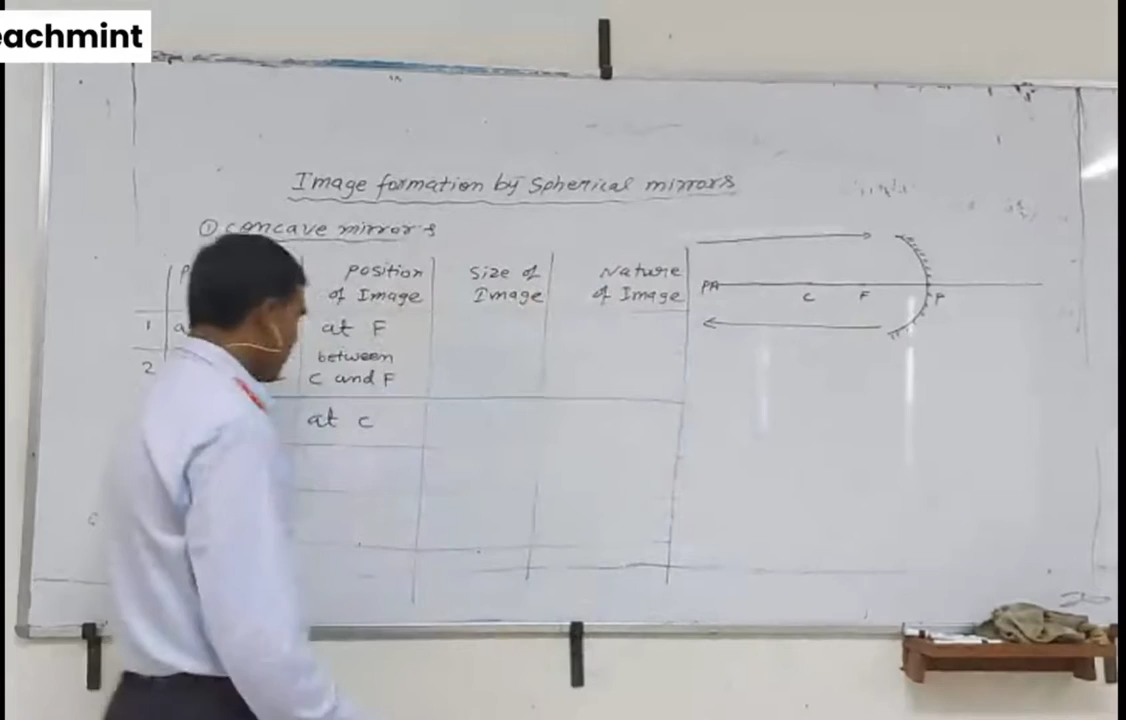 eachmint
Image formation by Spherical mirrors
① concave mirrors
Position of Image
Size of Image
Nature of Image
1
at F
2
between C and F
at C
PA
C
F
P